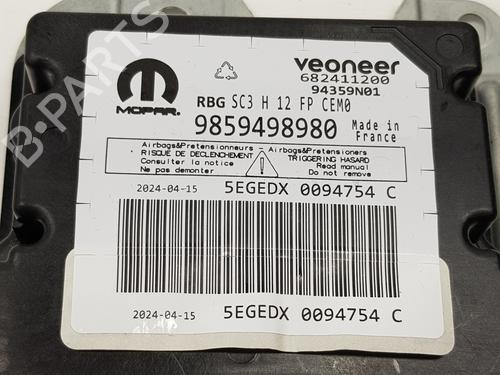 B-PARTS
MOPAR.
veoneer
682411200
94359N01
RBG SC3 H 12 FP CEM0
9859498980
Made in
France
Airbags&Pretensionneurs - Airbags&Pretensioners
RISQUE DE DECLENCHEMENT
Consulter la notice
Ne pas demonter
TRIGGERING HASARD
Read manual
Do not remove
2024-04-15 5EGEDX 0094754 C
2024-04-15 5EGEDX 0094754 C